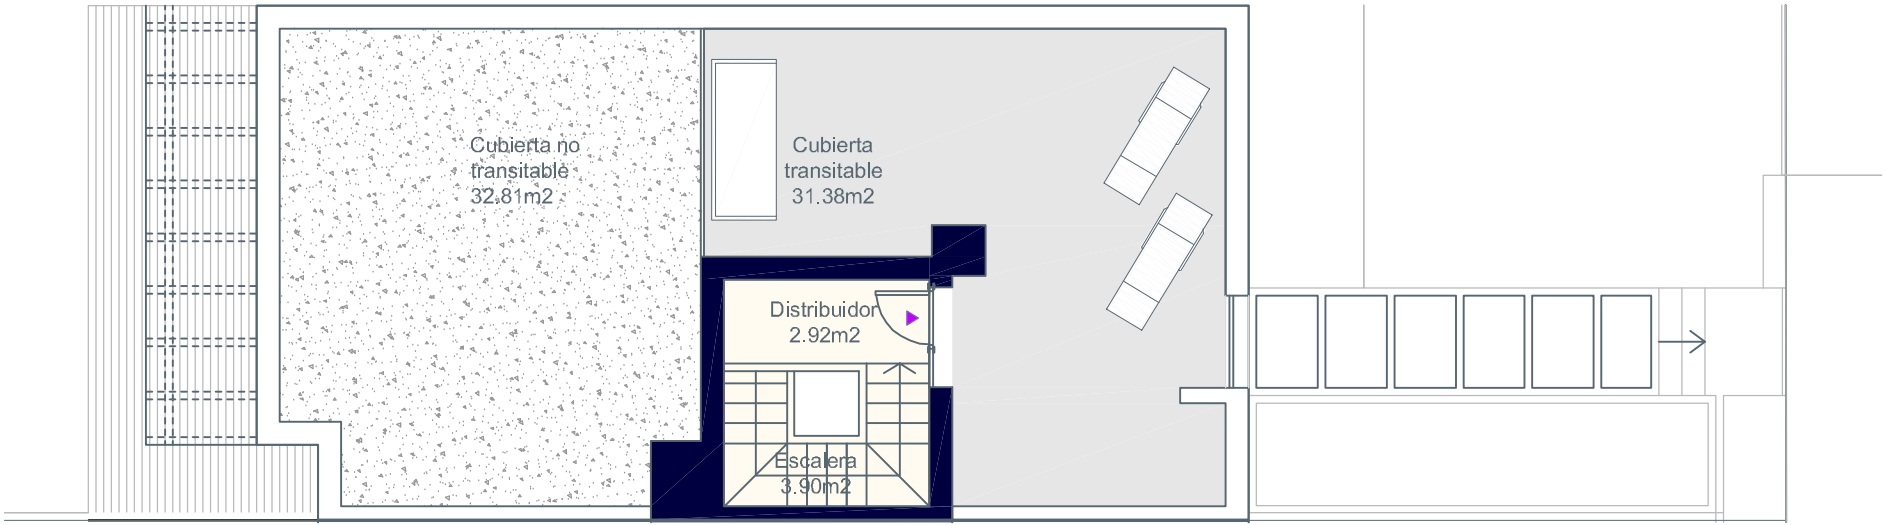 Cubierta no
transitable
32.81m2
Cubierta
transitable
31.38m2
Distribuidor
2.92m2
Escalera
3.90m2